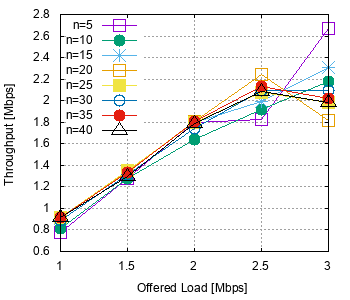 2.8
2.6
2.4
2.2
2
1.8
1.6
1.4
1.2
1
0.8
0.6
Throughput [Mbps]
n=5
n=10
n=15
n=20
n=25
n=30
n=35
n=40
1 1.5 2 2.5 3
Offered Load [Mbps]